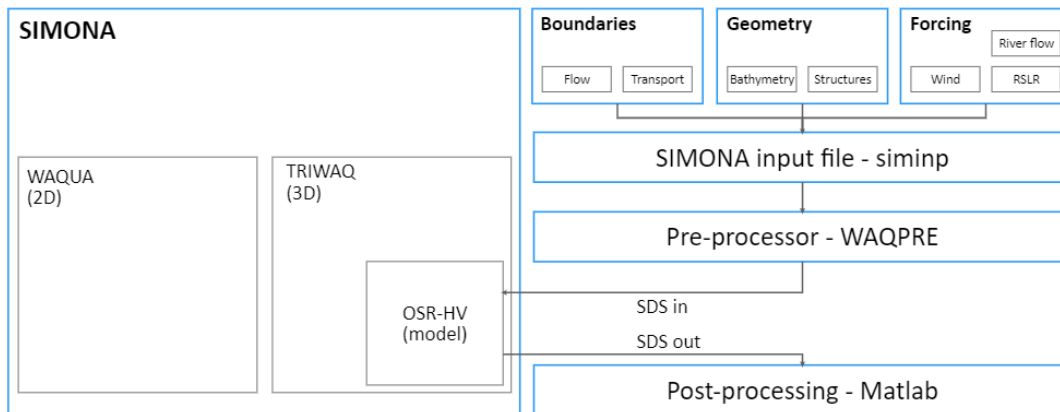 SIMONA
WAQUA
(2D)
TRIWAQ
(3D)
OSR-HV
(model)
Boundaries
Flow
Transport
Geometry
Bathymetry
Structures
Forcing
River flow
Wind
RSLR
SIMONA input file - siminp
Pre-processor - WAQPRE
SDS in
SDS out
Post-processing - Matlab